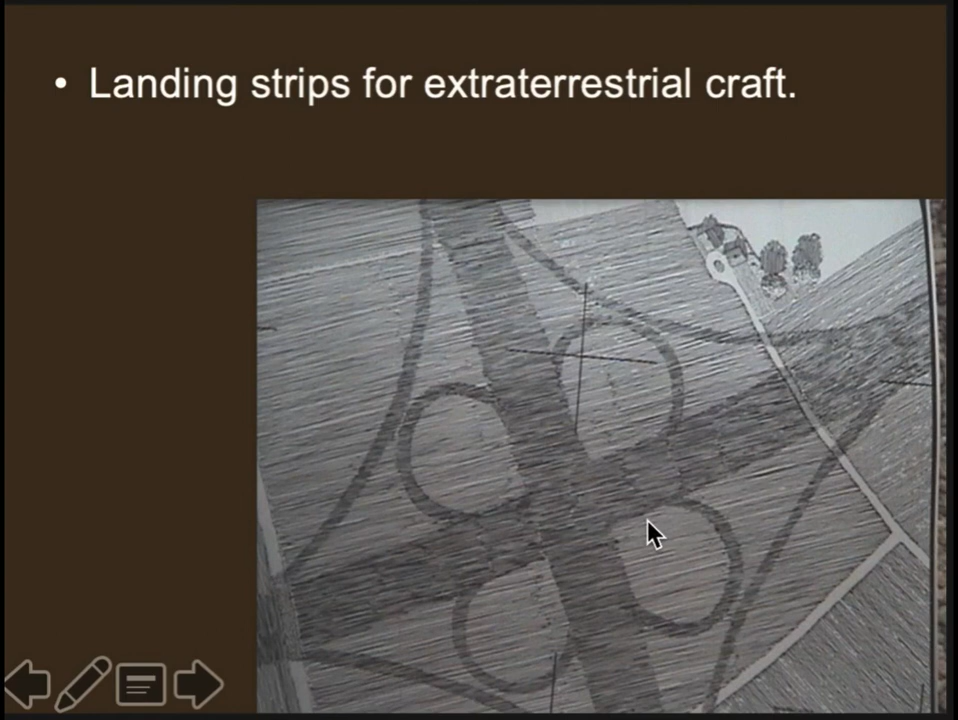 • Landing strips for extraterrestrial craft.